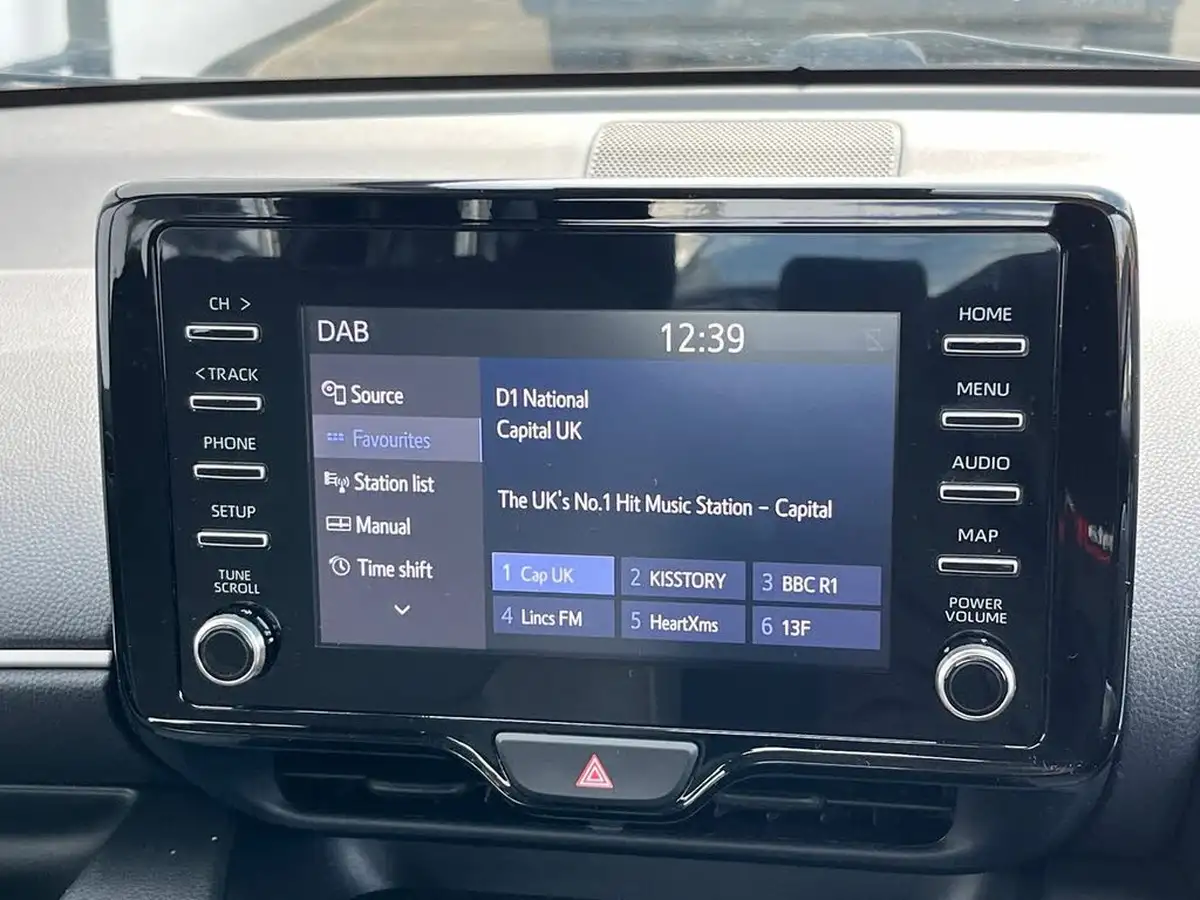 CH >
<TRACK
PHONE
SETUP
TUNE
SCROLL
DAB
12:39
Source
Favourites
Station list
Manual
Time shift
D1 National
Capital UK
The UK's No.1 Hit Music Station – Capital
1 Cap UK
2 KISSTORY
3 BBC R1
4 Lincs FM
5 HeartXms
6 13F
HOME
MENU
AUDIO
MAP
POWER
VOLUME